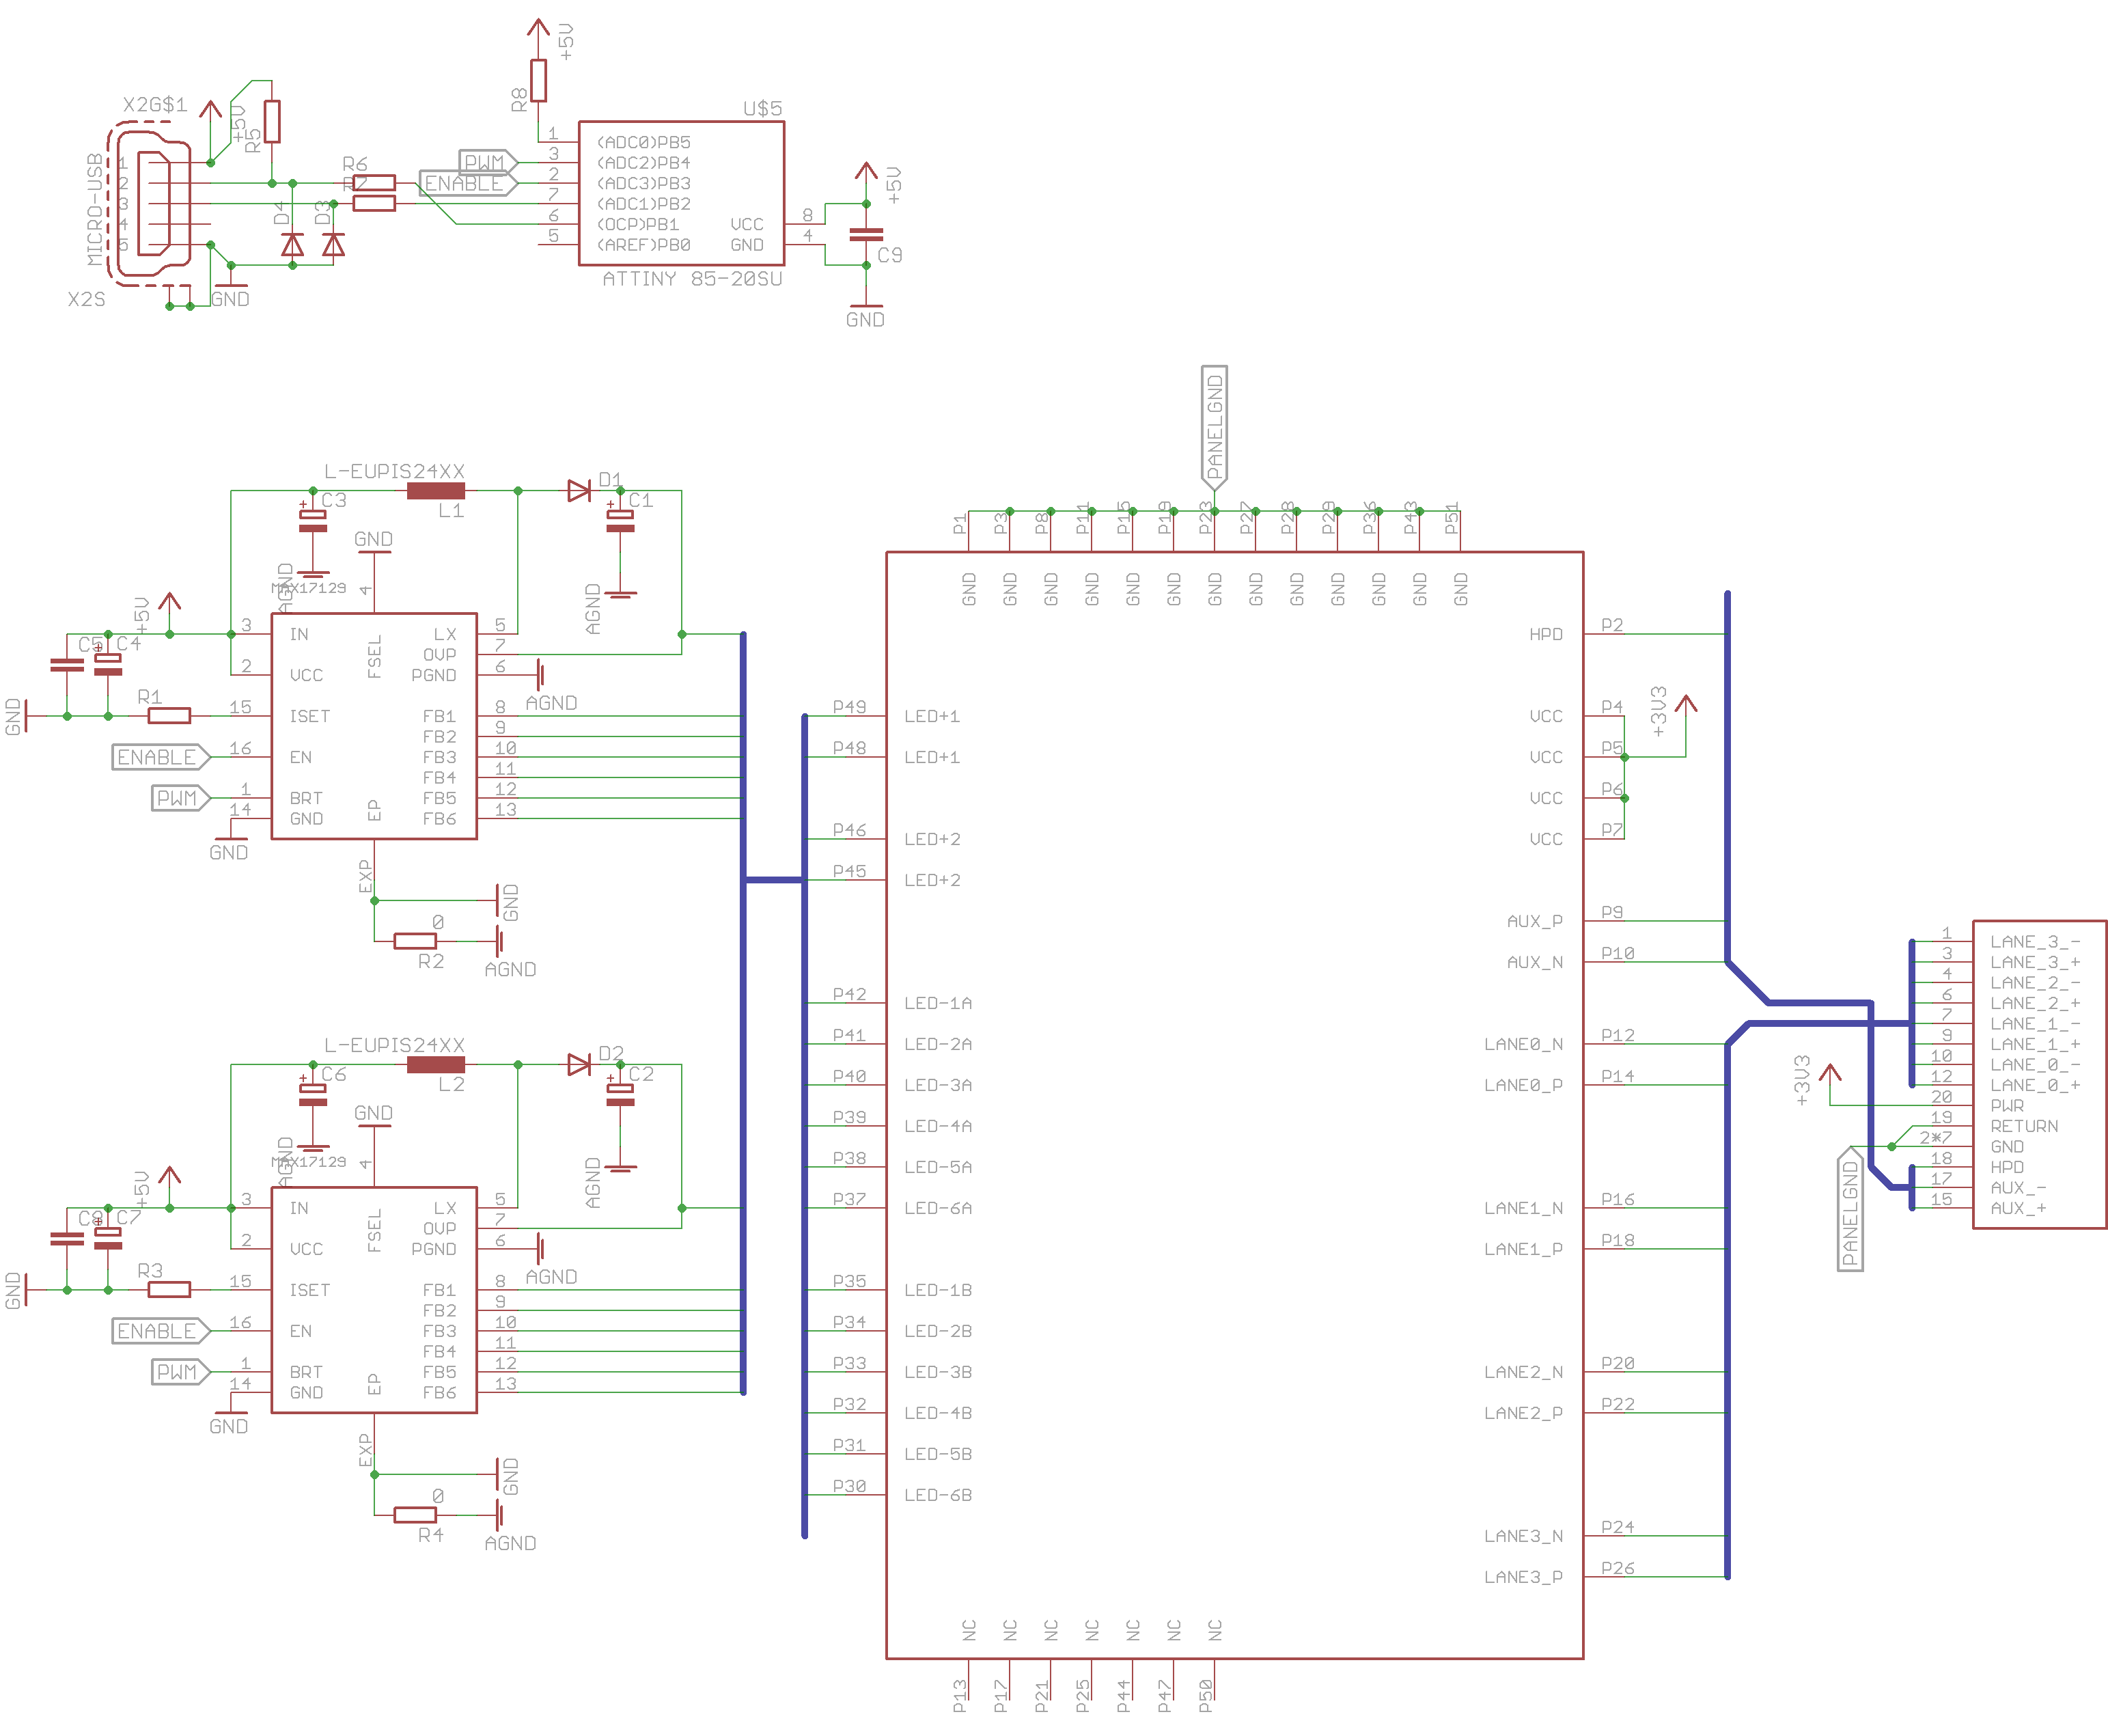 +5V
R8
X2G$1
+5V
R5
MICRO-USB
1
2
3
4
5
X2S
GND
D4
D3
R6
R7
PWM
ENABLE
U$5
1
3
2
7
6
5
(ADC0)PB5
(ADC2)PB4
(ADC3)PB3
(ADC1)PB2
(OCP)PB1
(AREF)PB0
VCC
GND
8
4
ATTINY 85-20SU
+5V
C9
GND
L-EUPIS24XX
L1
C3
D1
C1
GND
AGND
MAX17129
4
AGND
+5V
C5
C4
GND
R1
ENABLE
PWM
GND
3 IN
2 VCC
15 ISET
16 EN
1 BRT
14 GND
FSEL
EP
LX 5
OVP 7
PGND 6
AGND
FB1 8
FB2 9
FB3 10
FB4 11
FB5 12
FB6 13
EXP
GND
0
R2
AGND
L-EUPIS24XX
L2
C6
D2
C2
GND
AGND
MAX17129
4
AGND
+5V
C8
C7
GND
R3
ENABLE
PWM
GND
3 IN
2 VCC
15 ISET
16 EN
1 BRT
14 GND
FSEL
EP
LX 5
OVP 7
PGND 6
AGND
FB1 8
FB2 9
FB3 10
FB4 11
FB5 12
FB6 13
EXP
GND
0
R4
AGND
PANELGND
P1 P3 P8 P11 P15 P19 P23 P27 P28 P29 P36 P43 P51
GND GND GND GND GND GND GND GND GND GND GND GND GND
P49 LED+1
P48 LED+1
P46 LED+2
P45 LED+2
P42 LED-1A
P41 LED-2A
P40 LED-3A
P39 LED-4A
P38 LED-5A
P37 LED-6A
P35 LED-1B
P34 LED-2B
P33 LED-3B
P32 LED-4B
P31 LED-5B
P30 LED-6B
HPD P2
VCC P4
VCC P5
VCC P6
VCC P7
+3V3
AUX_P P9
AUX_N P10
LANE0_N P12
LANE0_P P14
LANE1_N P16
LANE1_P P18
LANE2_N P20
LANE2_P P22
LANE3_N P24
LANE3_P P26
NC NC NC NC NC NC NC
P13 P17 P21 P25 P44 P47 P50
+3V3
PANELGND
1 LANE_3_-
3 LANE_3_+
4 LANE_2_-
6 LANE_2_+
7 LANE_1_-
9 LANE_1_+
10 LANE_0_-
12 LANE_0_+
20 PWR
19 RETURN
2*7 GND
18 HPD
17 AUX_-
15 AUX_+